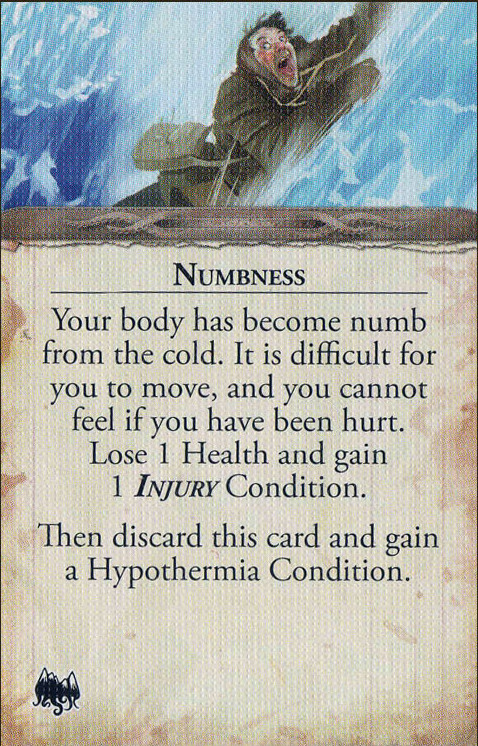 NUMBNESS
Your body has become numb
from the cold. It is difficult for
you to move, and you cannot
feel if you have been hurt.
Lose 1 Health and gain
1 INJURY Condition.
Then discard this card and gain
a Hypothermia Condition.